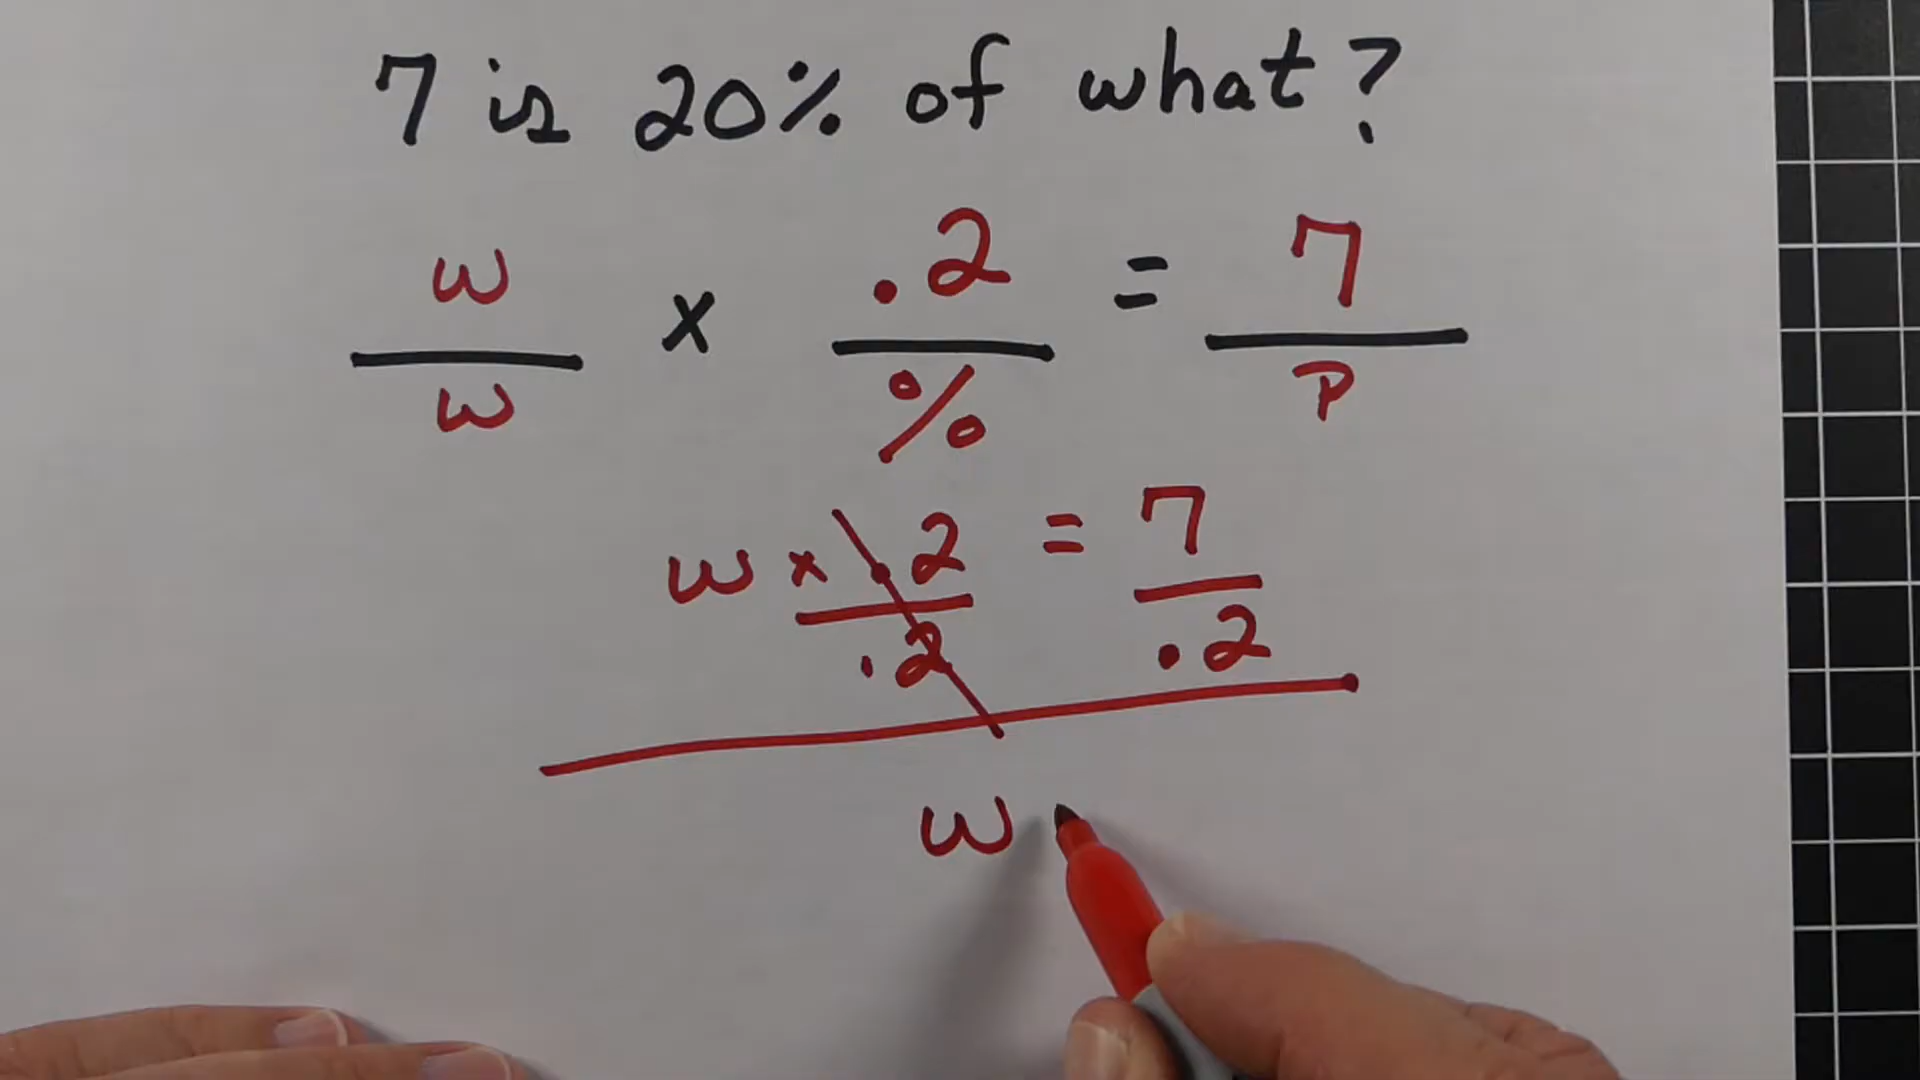 7 is 20% of what?
w × .2 = 7
w % P
w × .2 = 7
.2 .2
w